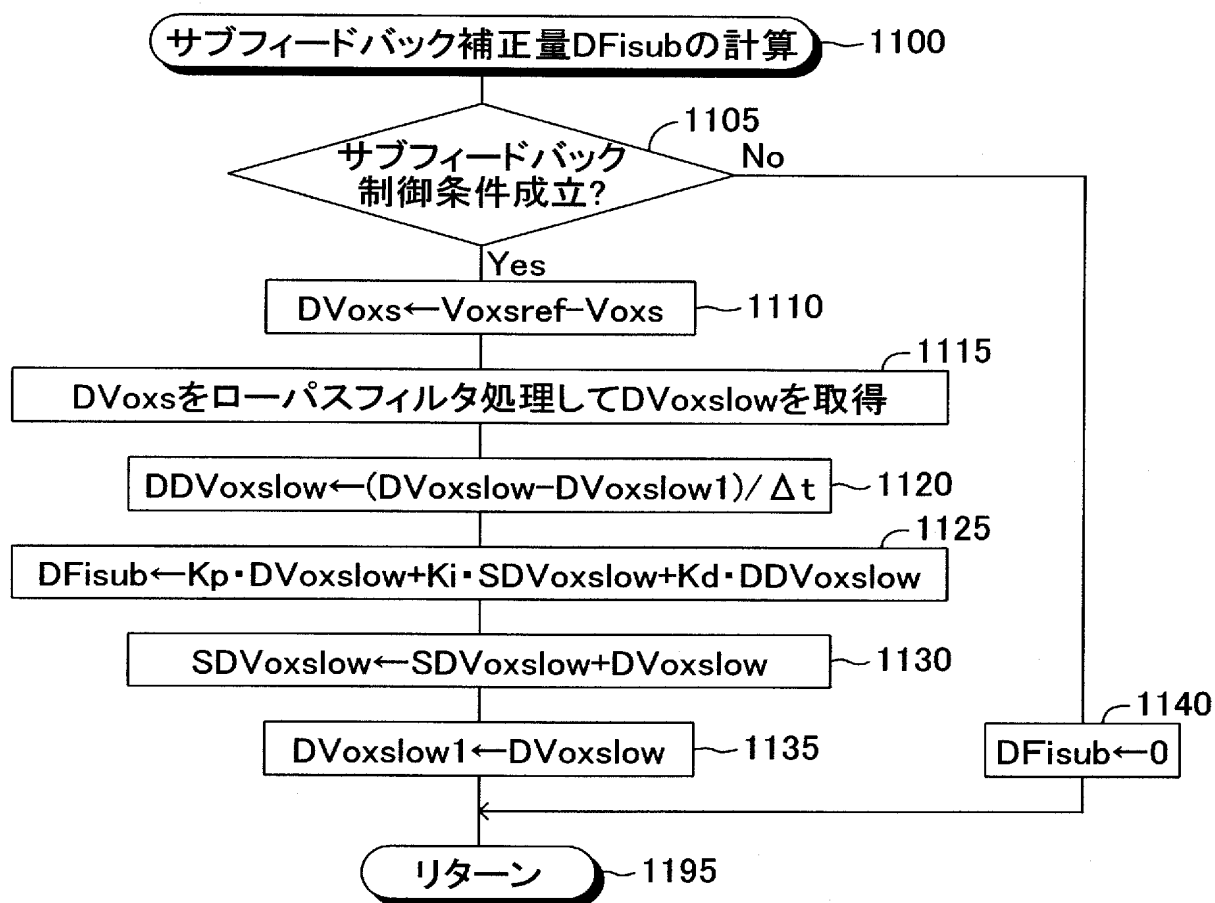 サブフィードバック補正量DFisubの計算
1100
1105
サブフィードバック
制御条件成立?
No
Yes
DVoxs←Voxsref-Voxs
1110
1115
DVoxsをローパスフィルタ処理してDVoxslowを取得
DDVoxslow←(DVoxslow-DVoxslow1)/Δt
1120
1125
DFisub←Kp・DVoxslow+Ki・SDVoxslow+Kd・DDVoxslow
SDVoxslow←SDVoxslow+DVoxslow
1130
1140
DVoxslow1←DVoxslow
1135
DFisub←0
リターン
1195